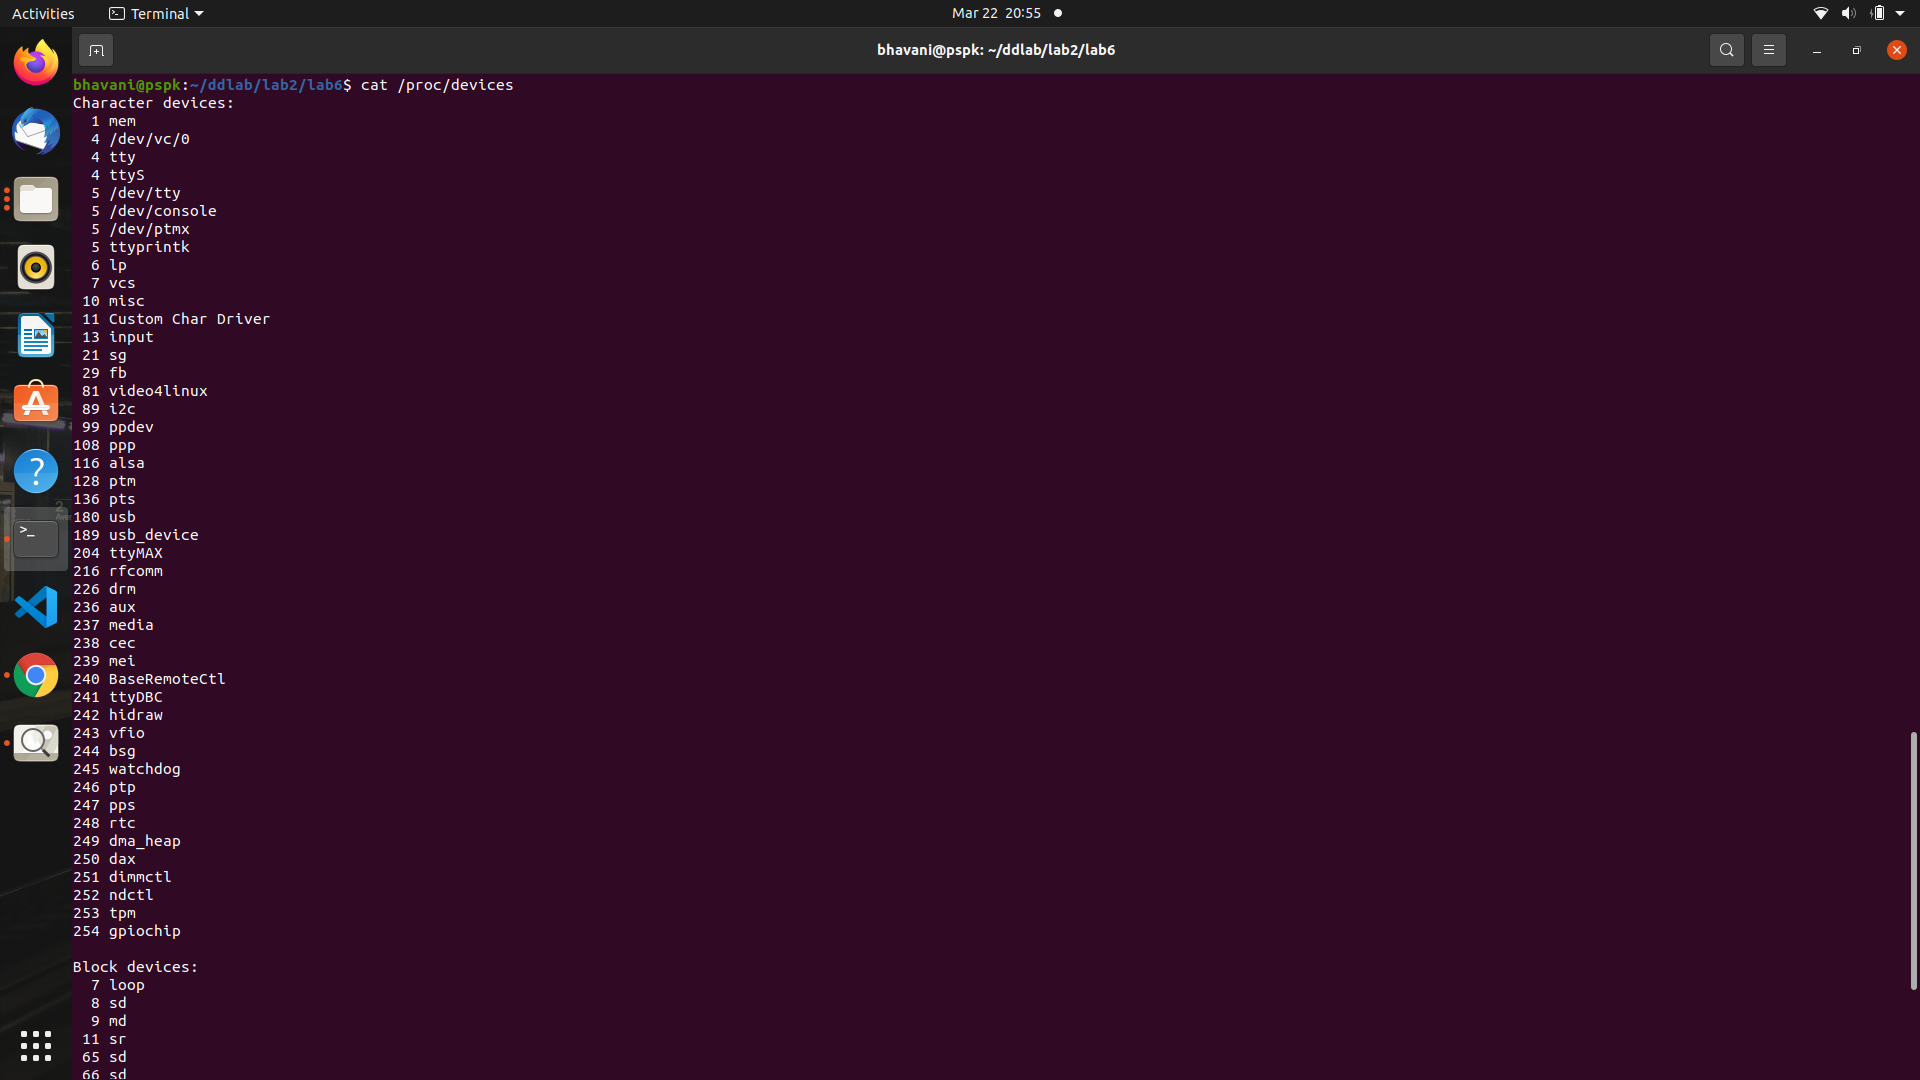 Activities
Terminal
Mar 22 20:55
bhavani@pspk: ~/ddlab/lab2/lab6
bhavani@pspk:~/ddlab/lab2/lab6$ cat /proc/devices
Character devices:
1 mem
4 /dev/vc/0
4 tty
4 ttyS
5 /dev/tty
5 /dev/console
5 /dev/ptmx
5 ttyprintk
6 lp
7 vcs
10 misc
11 Custom Char Driver
13 input
21 sg
29 fb
81 video4linux
89 i2c
99 ppdev
108 ppp
116 alsa
128 ptm
136 pts
180 usb
189 usb_device
204 ttyMAX
216 rfcomm
226 drm
236 aux
237 media
238 cec
239 mei
240 BaseRemoteCtl
241 ttyDBC
242 hidraw
243 vfio
244 bsg
245 watchdog
246 ptp
247 pps
248 rtc
249 dma_heap
250 dax
251 dimmctl
252 ndctl
253 tpm
254 gpiochip
Block devices:
7 loop
8 sd
9 md
11 sr
65 sd
66 sd